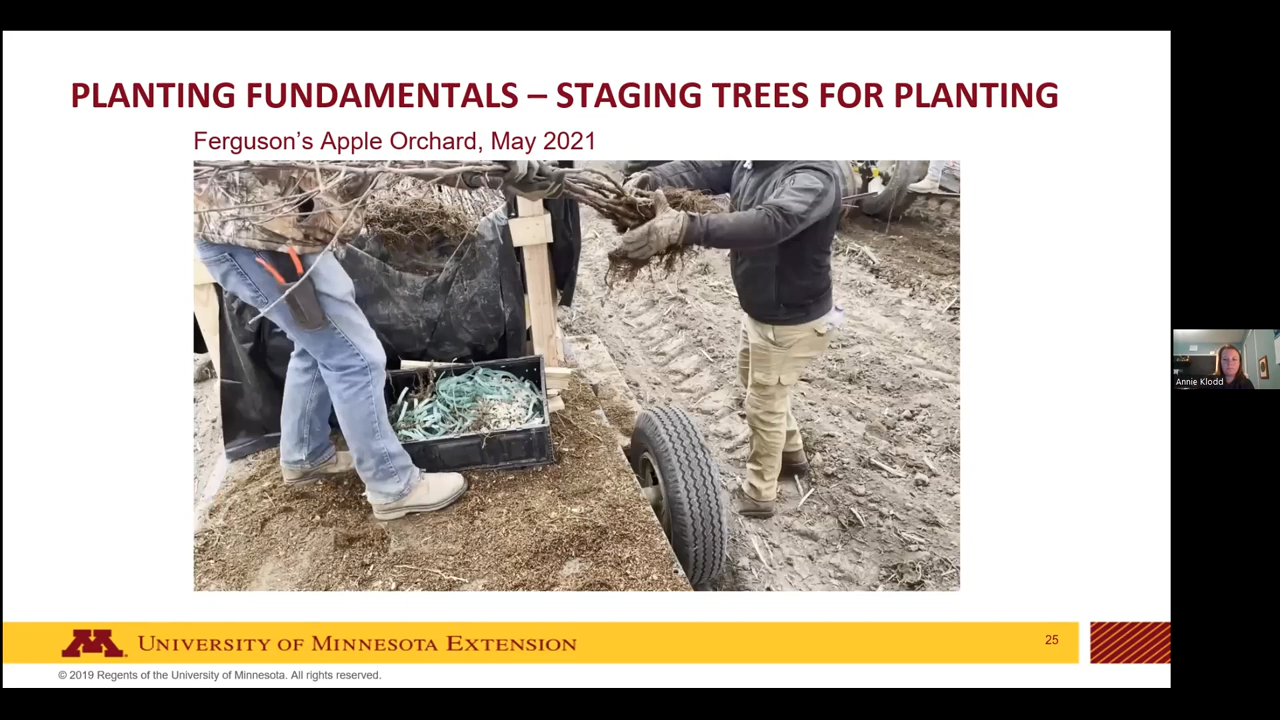 PLANTING FUNDAMENTALS – STAGING TREES FOR PLANTING
Ferguson's Apple Orchard, May 2021
Annie Klodd
UNIVERSITY OF MINNESOTA EXTENSION
25
© 2019 Regents of the University of Minnesota. All rights reserved.